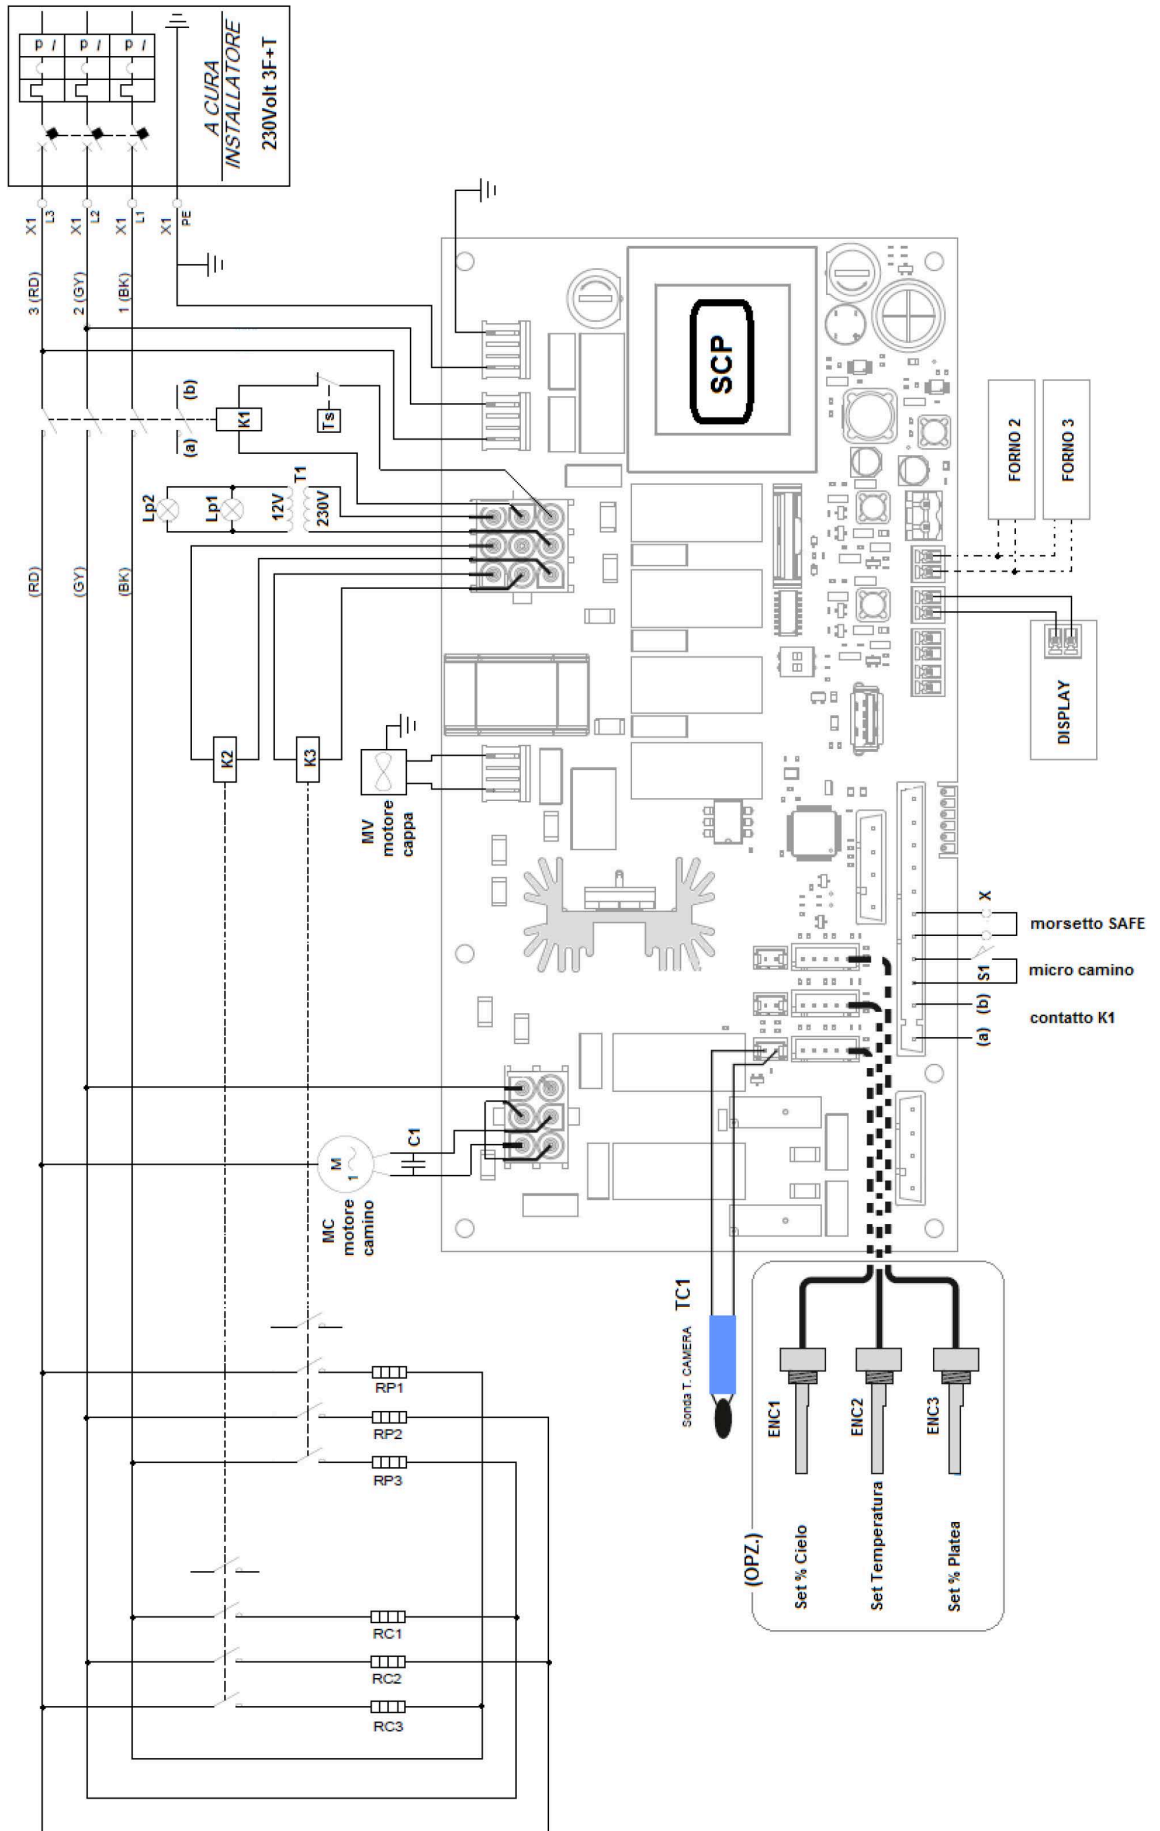 P I
P I
P I
A CURA
INSTALLATORE
230Volt 3F+T
X1
L3
X1
L2
X1
L1
X1
PE
3 (RD)
2 (GY)
1 (BK)
(b)
(a)
K1
Ts
SCP
Lp2
Lp1
12V
T1
230V
(RD)
(GY)
(BK)
FORNO 2
FORNO 3
DISPLAY
K2
K3
MV
motore
cappa
X
morsetto SAFE
S1
micro camino
(b)
contatto K1
(a)
C1
M
1
MC
motore
camino
TC1
Sonda T. CAMERA
RP1
RP2
RP3
RC1
RC2
RC3
ENC1
ENC2
ENC3
(OPZ.)
Set % Cielo
Set Temperatura
Set % Platea